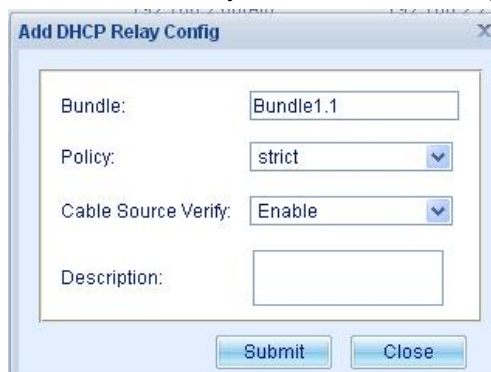 Add DHCP Relay Config
Bundle: Bundle1.1
Policy: strict
Cable Source Verify: Enable
Description:
Submit Close